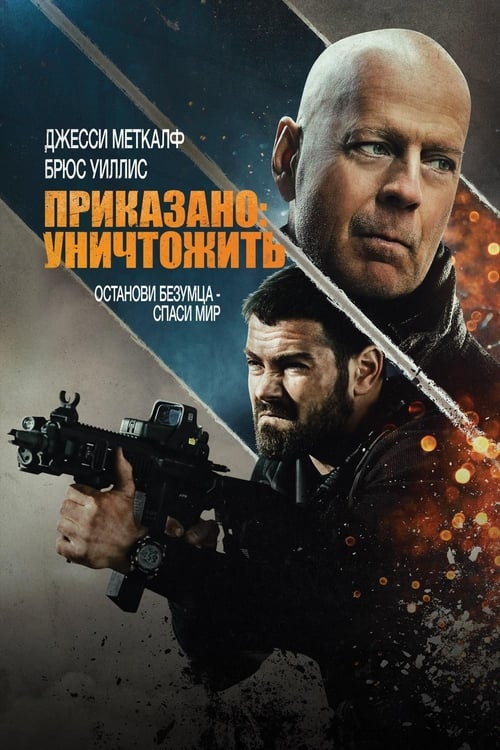 ДЖЕССИ МЕТКАЛФ
БРЮС УИЛЛИС
ПРИКАЗАНО:
УНИЧТОЖИТЬ
ОСТАНОВИ БЕЗУМЦА -
СПАСИ МИР